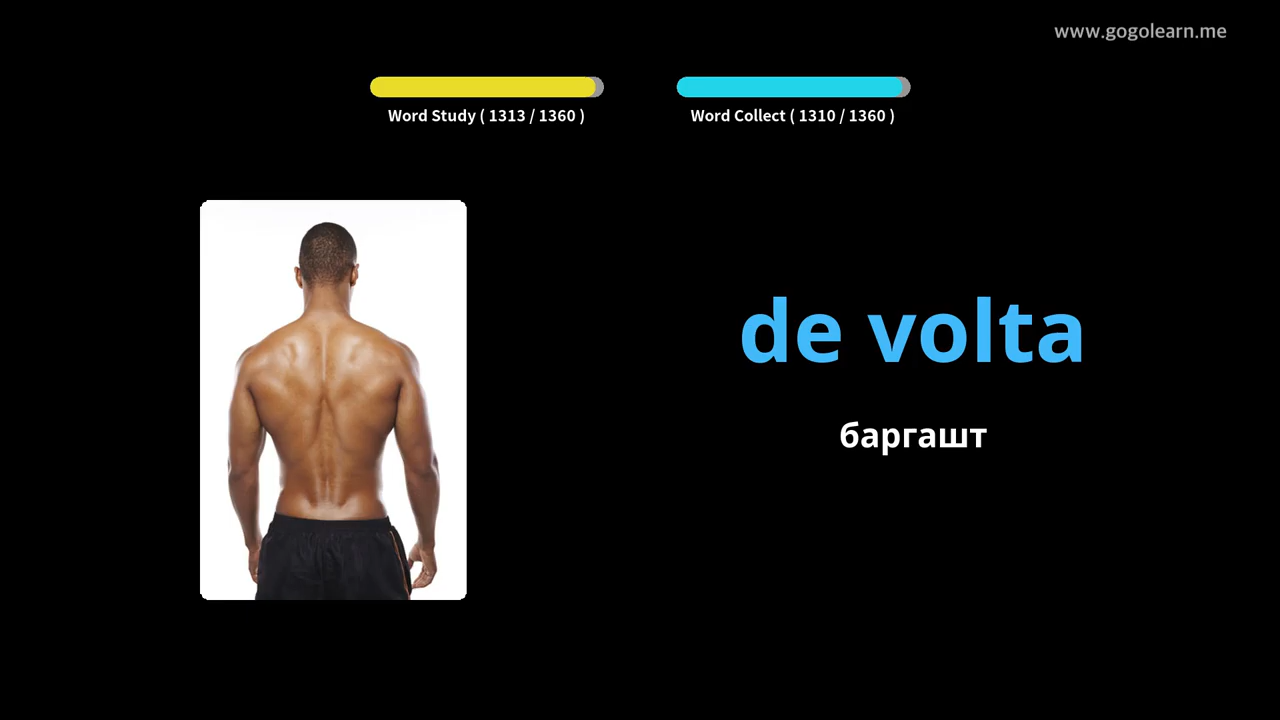 www.gogolearn.me
Word Study ( 1313 / 1360 )
Word Collect ( 1310 / 1360 )
de volta
баргашт